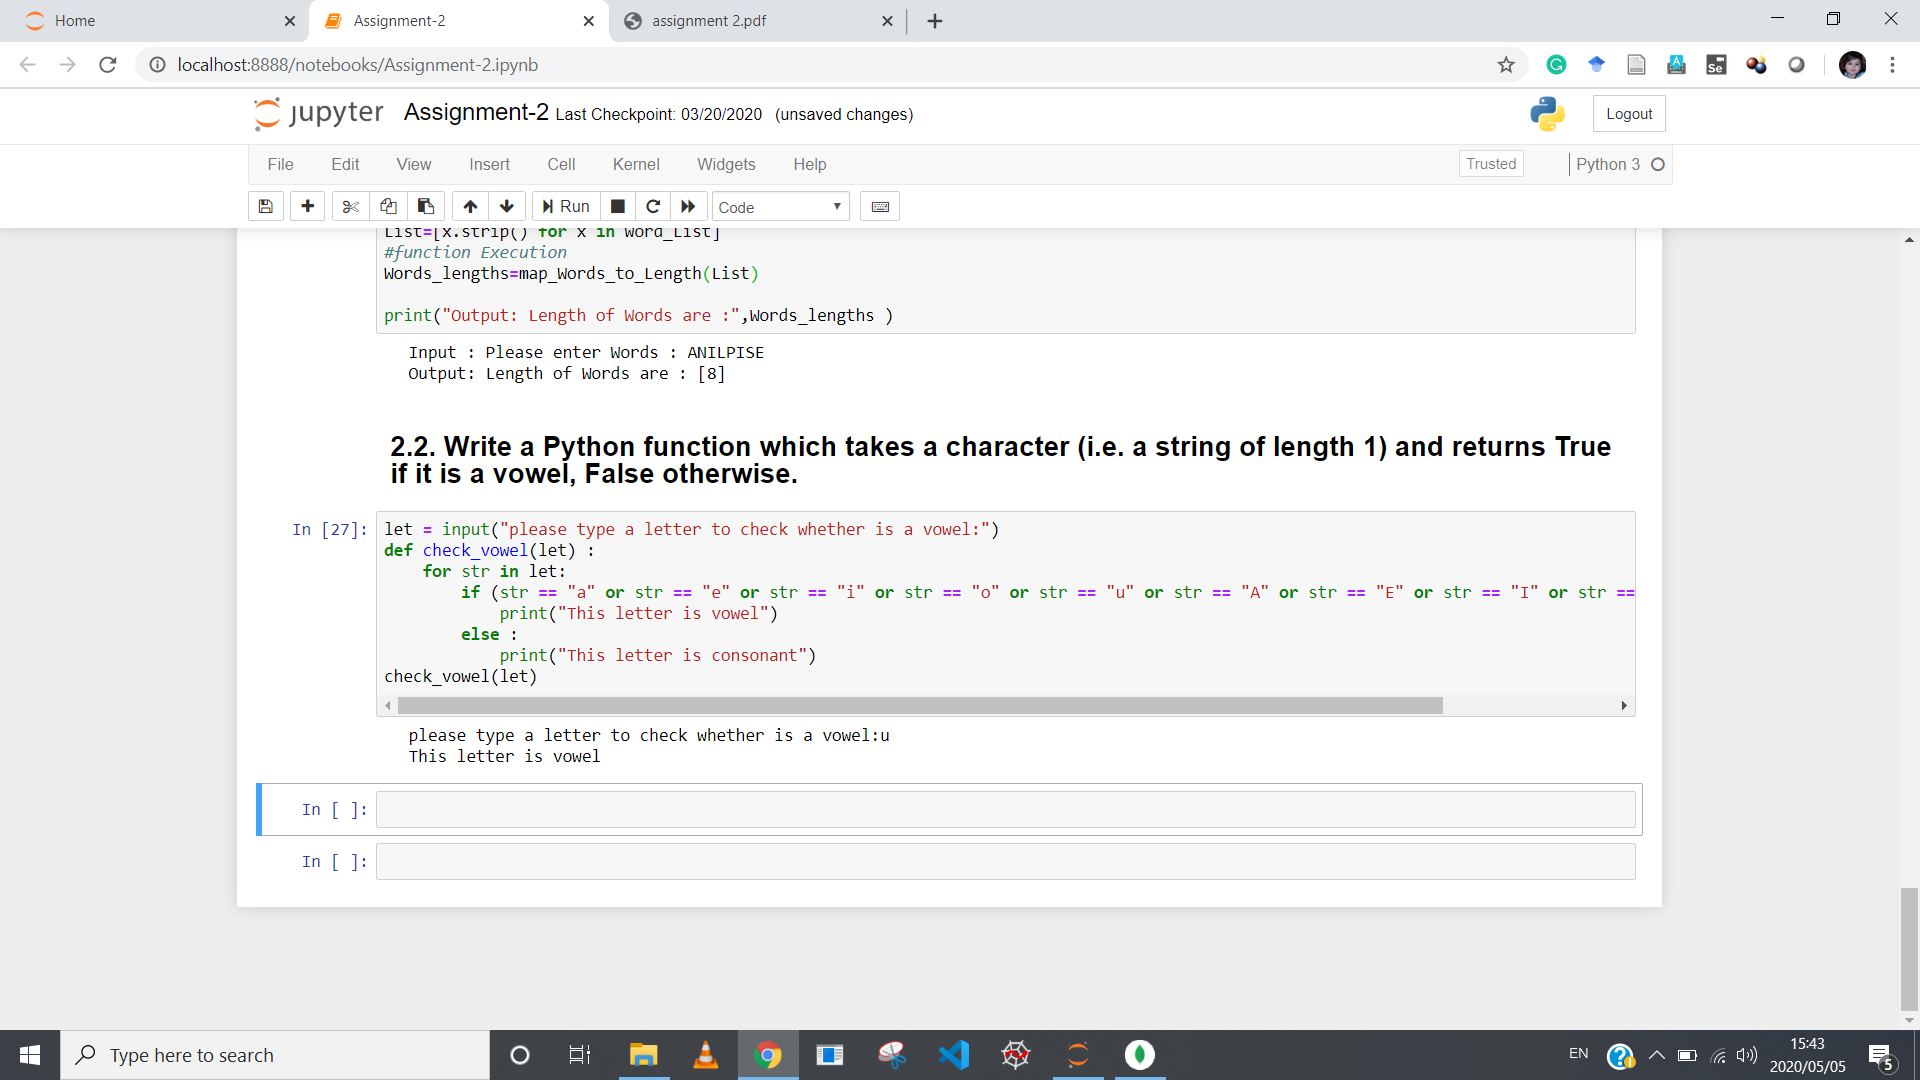 Home
Assignment-2
assignment 2.pdf
localhost:8888/notebooks/Assignment-2.ipynb
jupyter Assignment-2 Last Checkpoint: 03/20/2020 (unsaved changes)
Logout
File Edit View Insert Cell Kernel Widgets Help
Trusted
Python 3
Run
Code
List=[x.strip() for x in word_List]
#function Execution
Words_lengths=map_Words_to_Length(List)
print("Output: Length of Words are :",Words_lengths )
Input : Please enter Words : ANILPISE
Output: Length of Words are : [8]
2.2. Write a Python function which takes a character (i.e. a string of length 1) and returns True
if it is a vowel, False otherwise.
In [27]:
let = input("please type a letter to check whether is a vowel:")
def check_vowel(let) :
for str in let:
if (str == "a" or str == "e" or str == "i" or str == "o" or str == "u" or str == "A" or str == "E" or str == "I" or str ==
print("This letter is vowel")
else :
print("This letter is consonant")
check_vowel(let)
please type a letter to check whether is a vowel:u
This letter is vowel
In [ ]:
In [ ]:
Type here to search
EN
15:43
2020/05/05
5